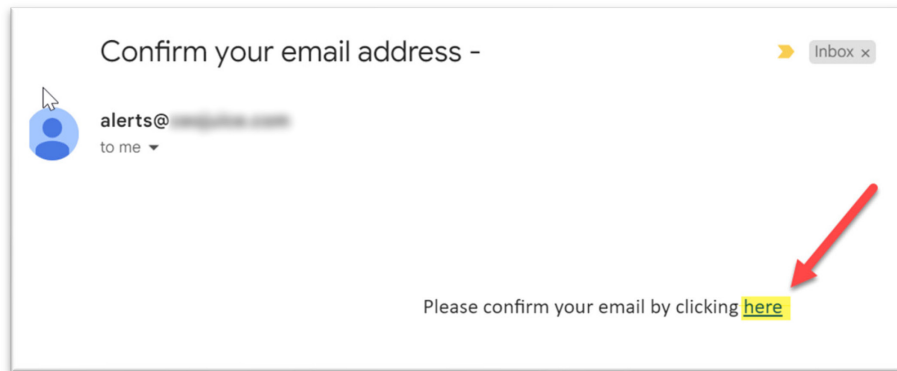 Confirm your email address -
Inbox x
alerts@
to me
Please confirm your email by clicking here